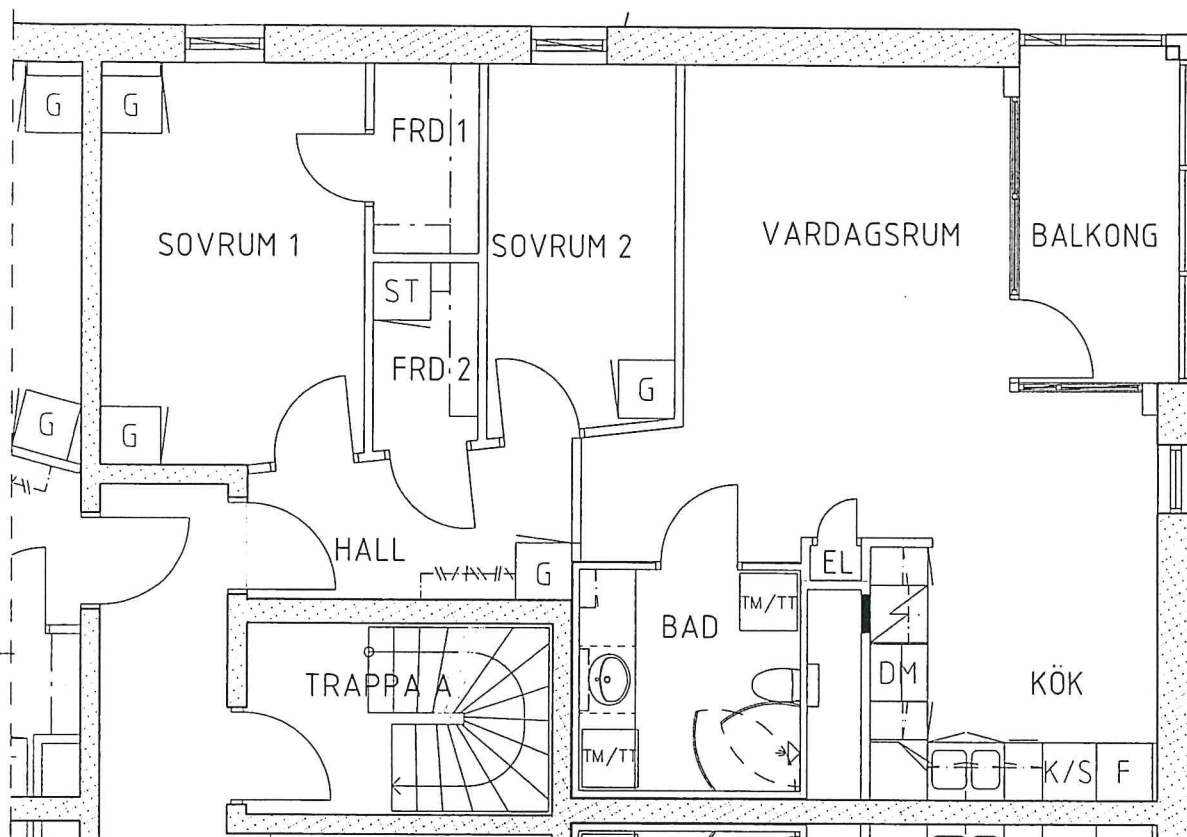 G
G
FRD 1
SOVRUM 1
SOVRUM 2
VARDAGSRUM
BALKONG
ST
FRD 2
G
G
G
HALL
G
EL
TM/TT
BAD
DM
TRAPPA A
KÖK
TM/TT
K/S
F